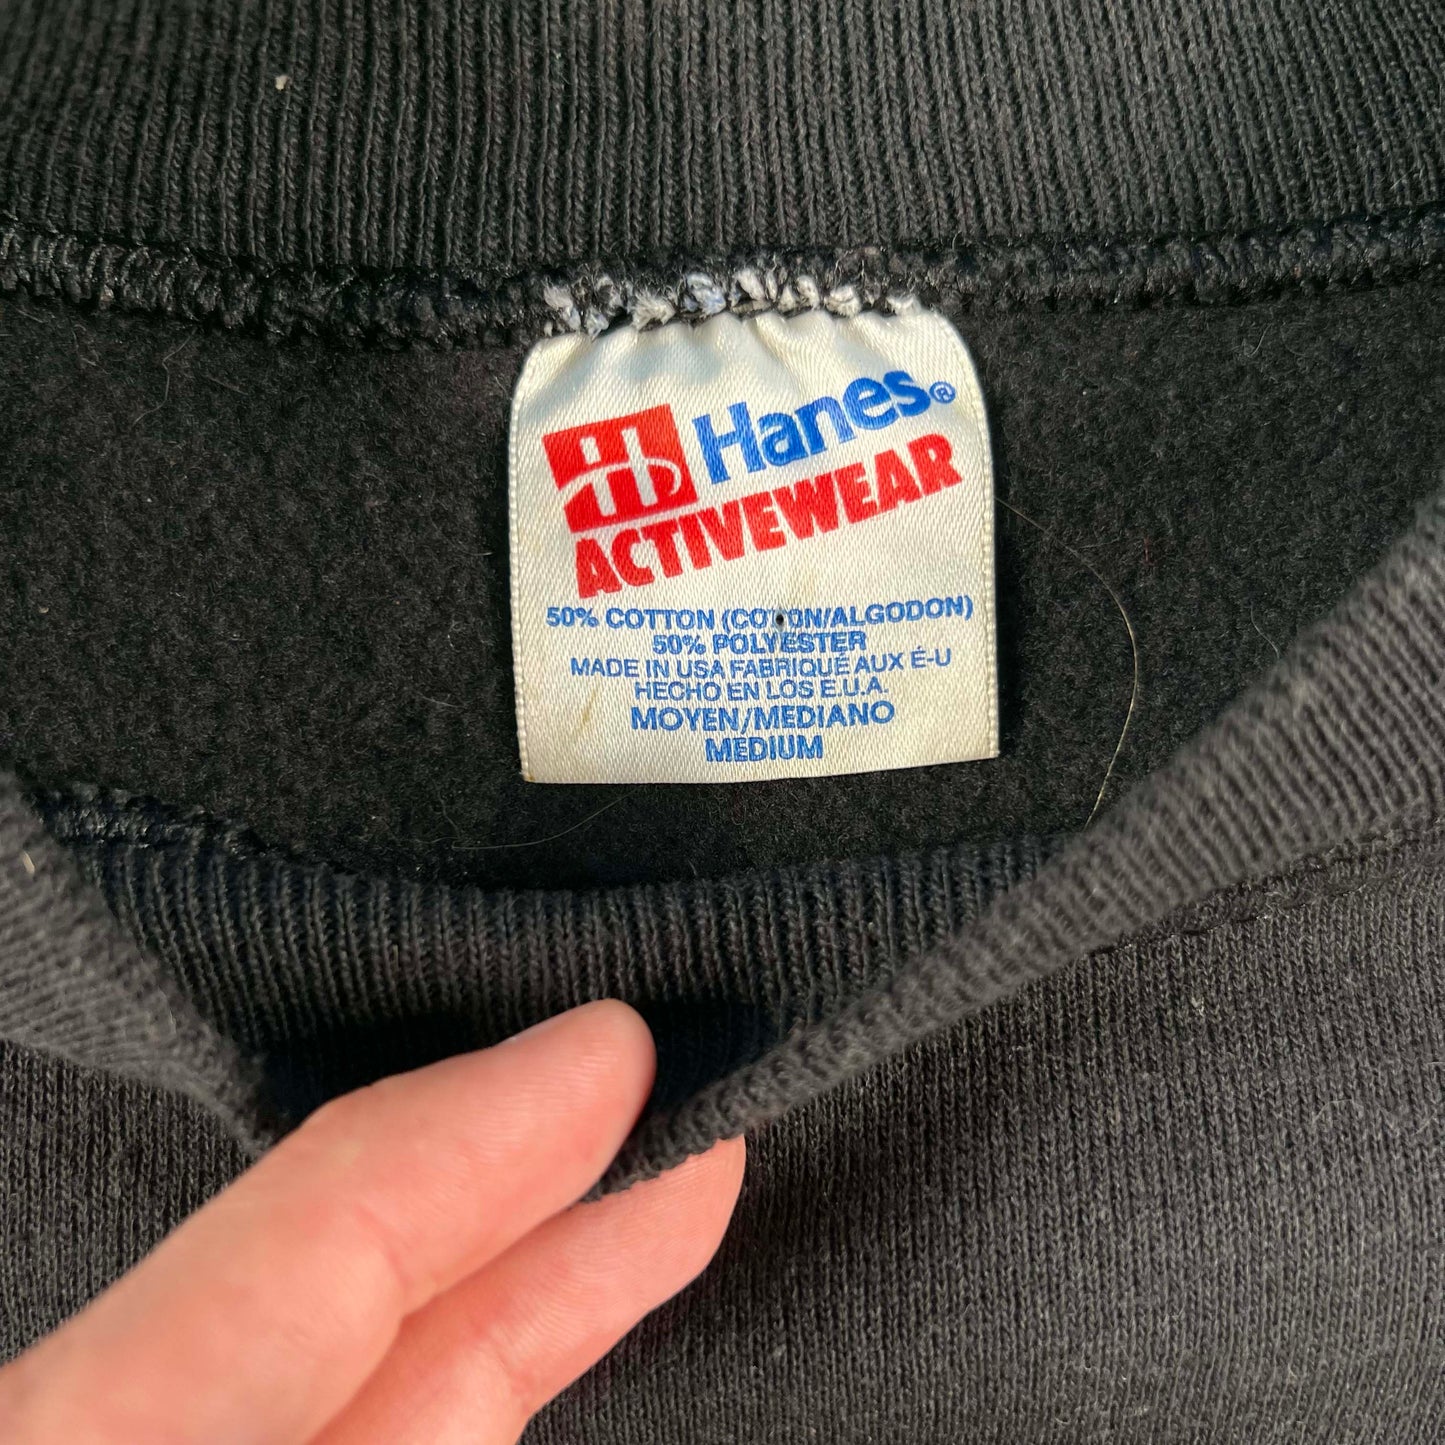 Hanes®
ACTIVEWEAR
50% COTTON (COTON/ALGODON)
50% POLYESTER
MADE IN USA FABRIQUÉ AUX É-U
HECHO EN LOS E.U.A.
MOYEN/MEDIANO
MEDIUM